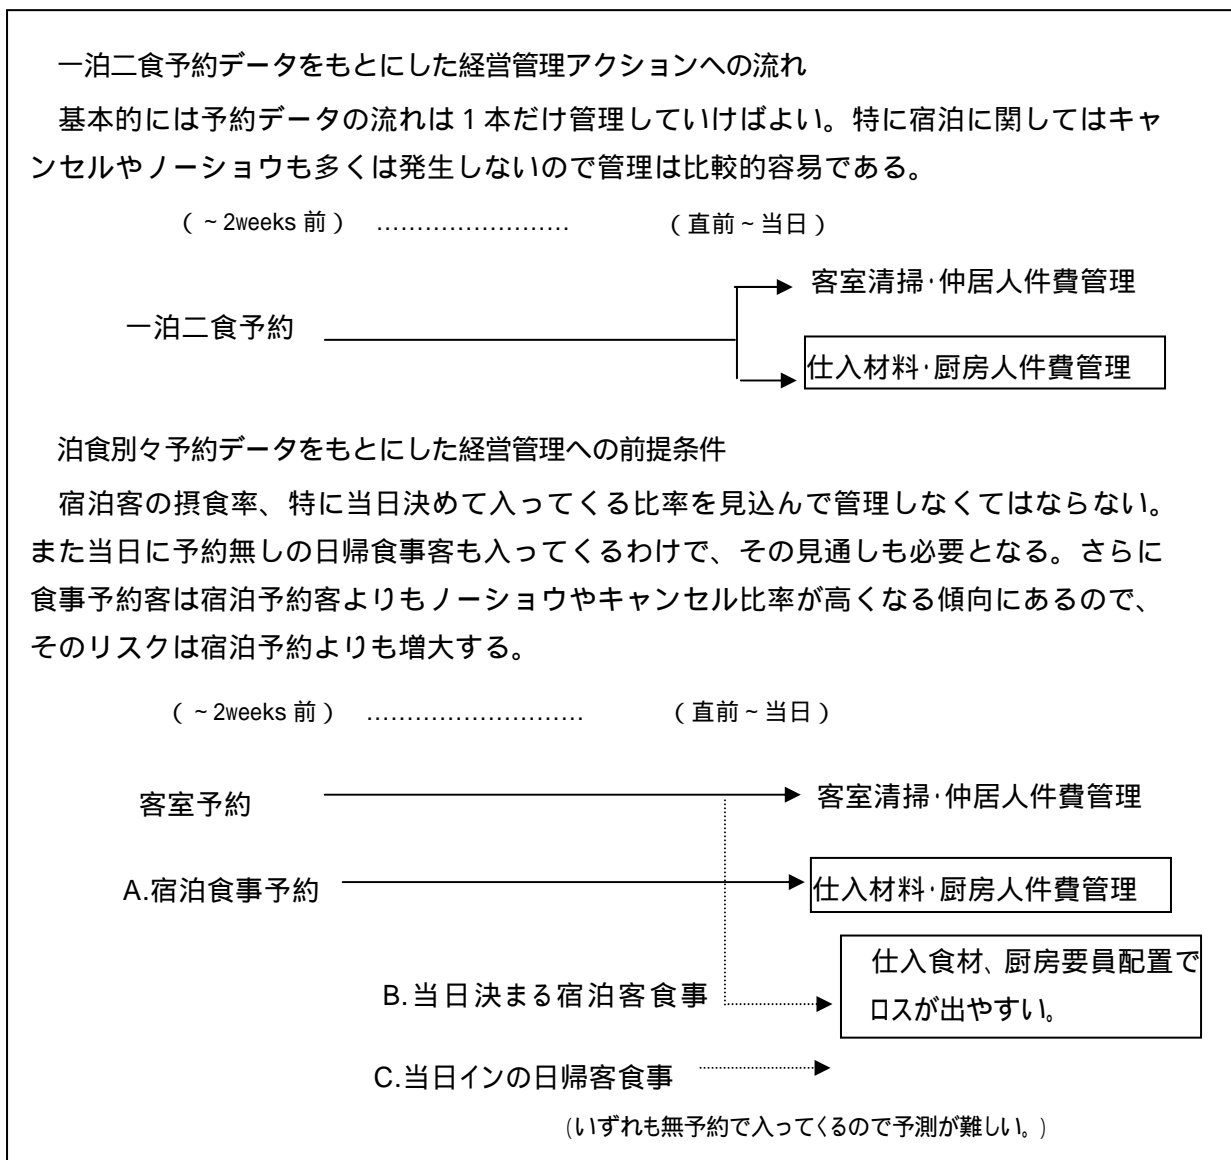 一泊二食予約データをもとにした経営管理アクションへの流れ
基本的には予約データの流れは1本だけ管理していけばよい。特に宿泊に関してはキャ
ンセルやノーショウも多くは発生しないので管理は比較的容易である。
(~2weeks 前) …………………… (直前~当日)
客室清掃・仲居人件費管理
一泊二食予約
仕入材料・厨房人件費管理
泊食別々予約データをもとにした経営管理への前提条件
宿泊客の摂食率、特に当日決めて入ってくる比率を見込んで管理しなくてはならない。
また当日に予約無しの日帰食事客も入ってくるわけで、その見通しも必要となる。さらに
食事予約客は宿泊予約客よりもノーショウやキャンセル比率が高くなる傾向にあるので、
そのリスクは宿泊予約よりも増大する。
(~2weeks 前) ……………………… (直前~当日)
客室予約 客室清掃・仲居人件費管理
A.宿泊食事予約 仕入材料・厨房人件費管理
仕入食材、厨房要員配置で
B.当日決まる宿泊客食事
ロスが出やすい。
C.当日インの日帰客食事
(いずれも無予約で入ってくるので予測が難しい。)